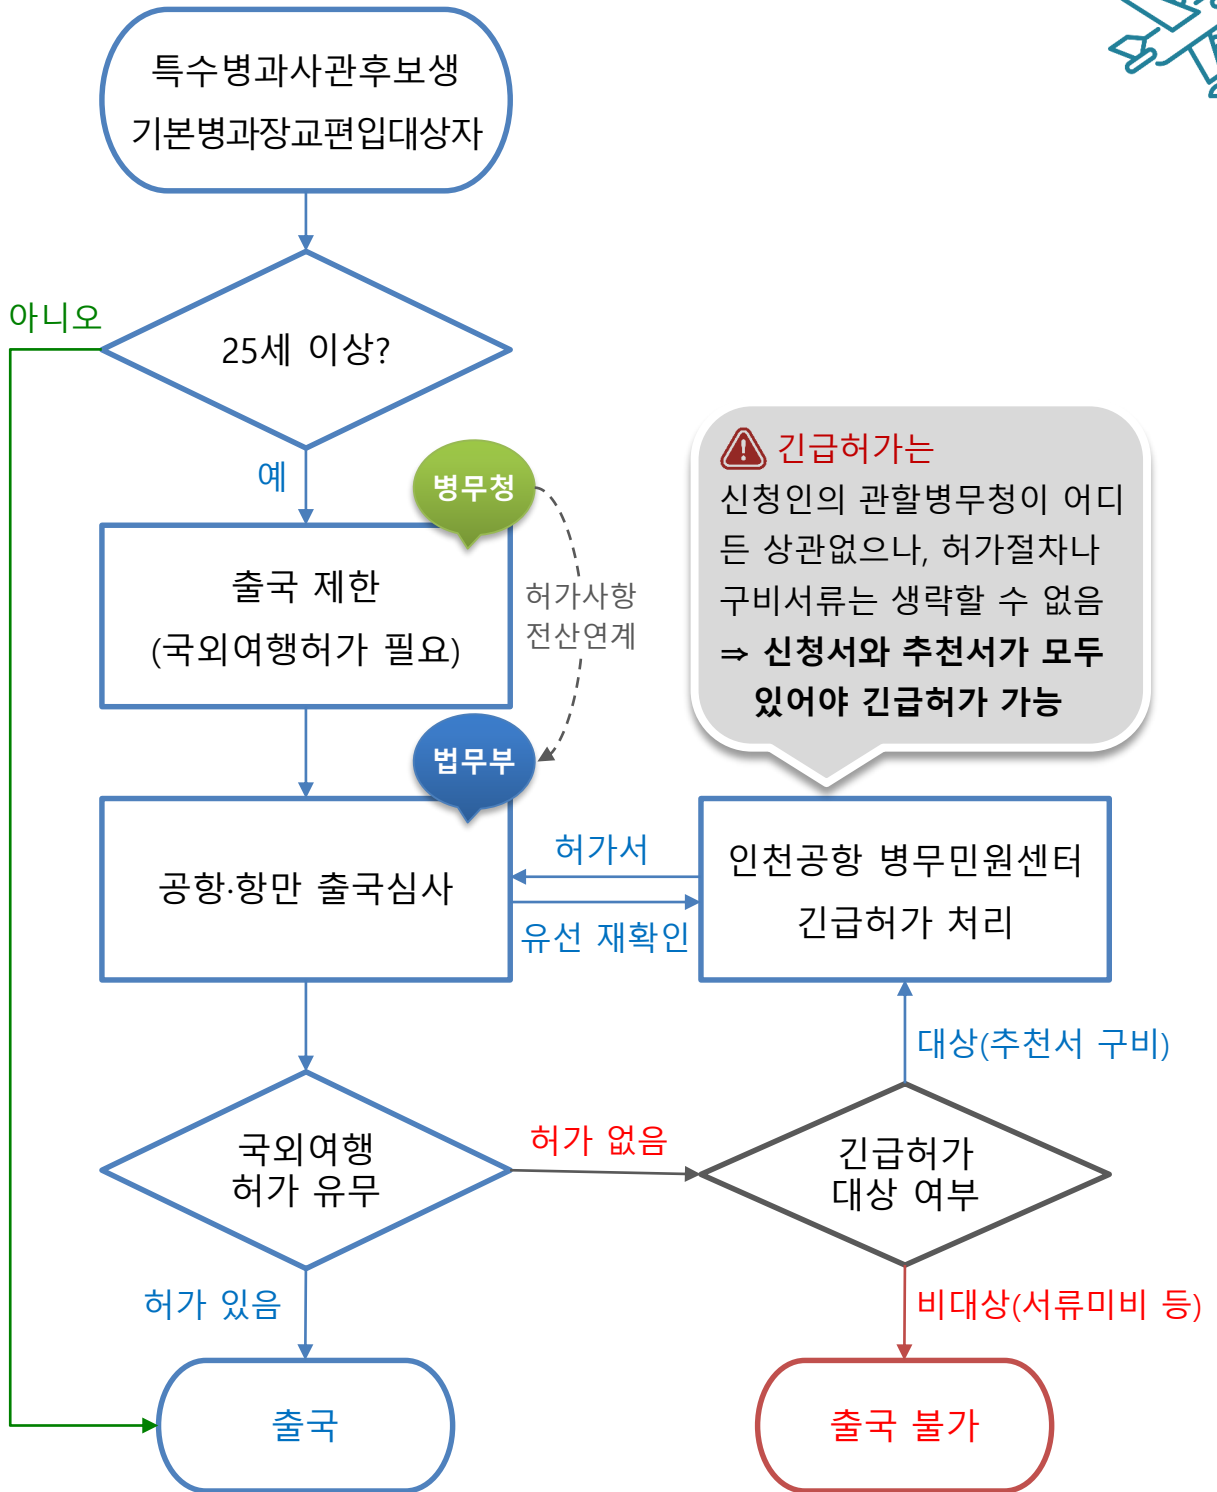 특수병과사관후보생
기본병과장교편입대상자
25세 이상?
아니오
예
병무청
출국 제한
(국외여행허가 필요)
허가사항
전산연계
긴급허가는
신청인의 관할병무청이 어디
든 상관없으나, 허가절차나
구비서류는 생략할 수 없음
⇒ 신청서와 추천서가 모두
있어야 긴급허가 가능
법무부
공항·항만 출국심사
허가서
유선 재확인
인천공항 병무민원센터
긴급허가 처리
대상(추천서 구비)
국외여행
허가 유무
허가 없음
긴급허가
대상 여부
허가 있음
비대상(서류미비 등)
출국
출국 불가